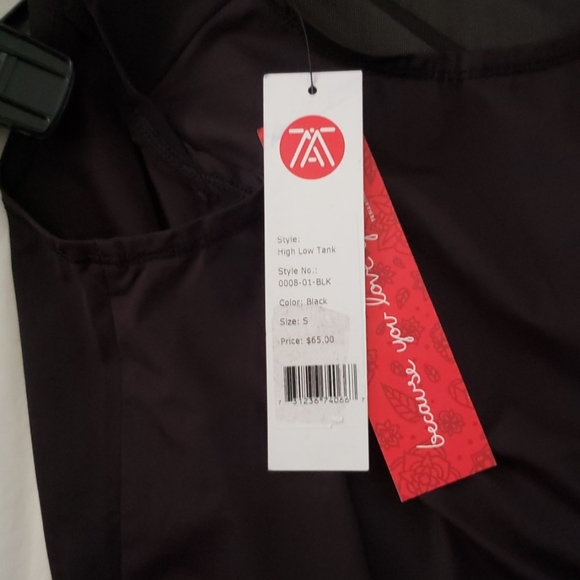 Style:
High Low Tank
Style No.:
0008-01-BLK
Color: Black
Size: S
Price: $65.00
because you love